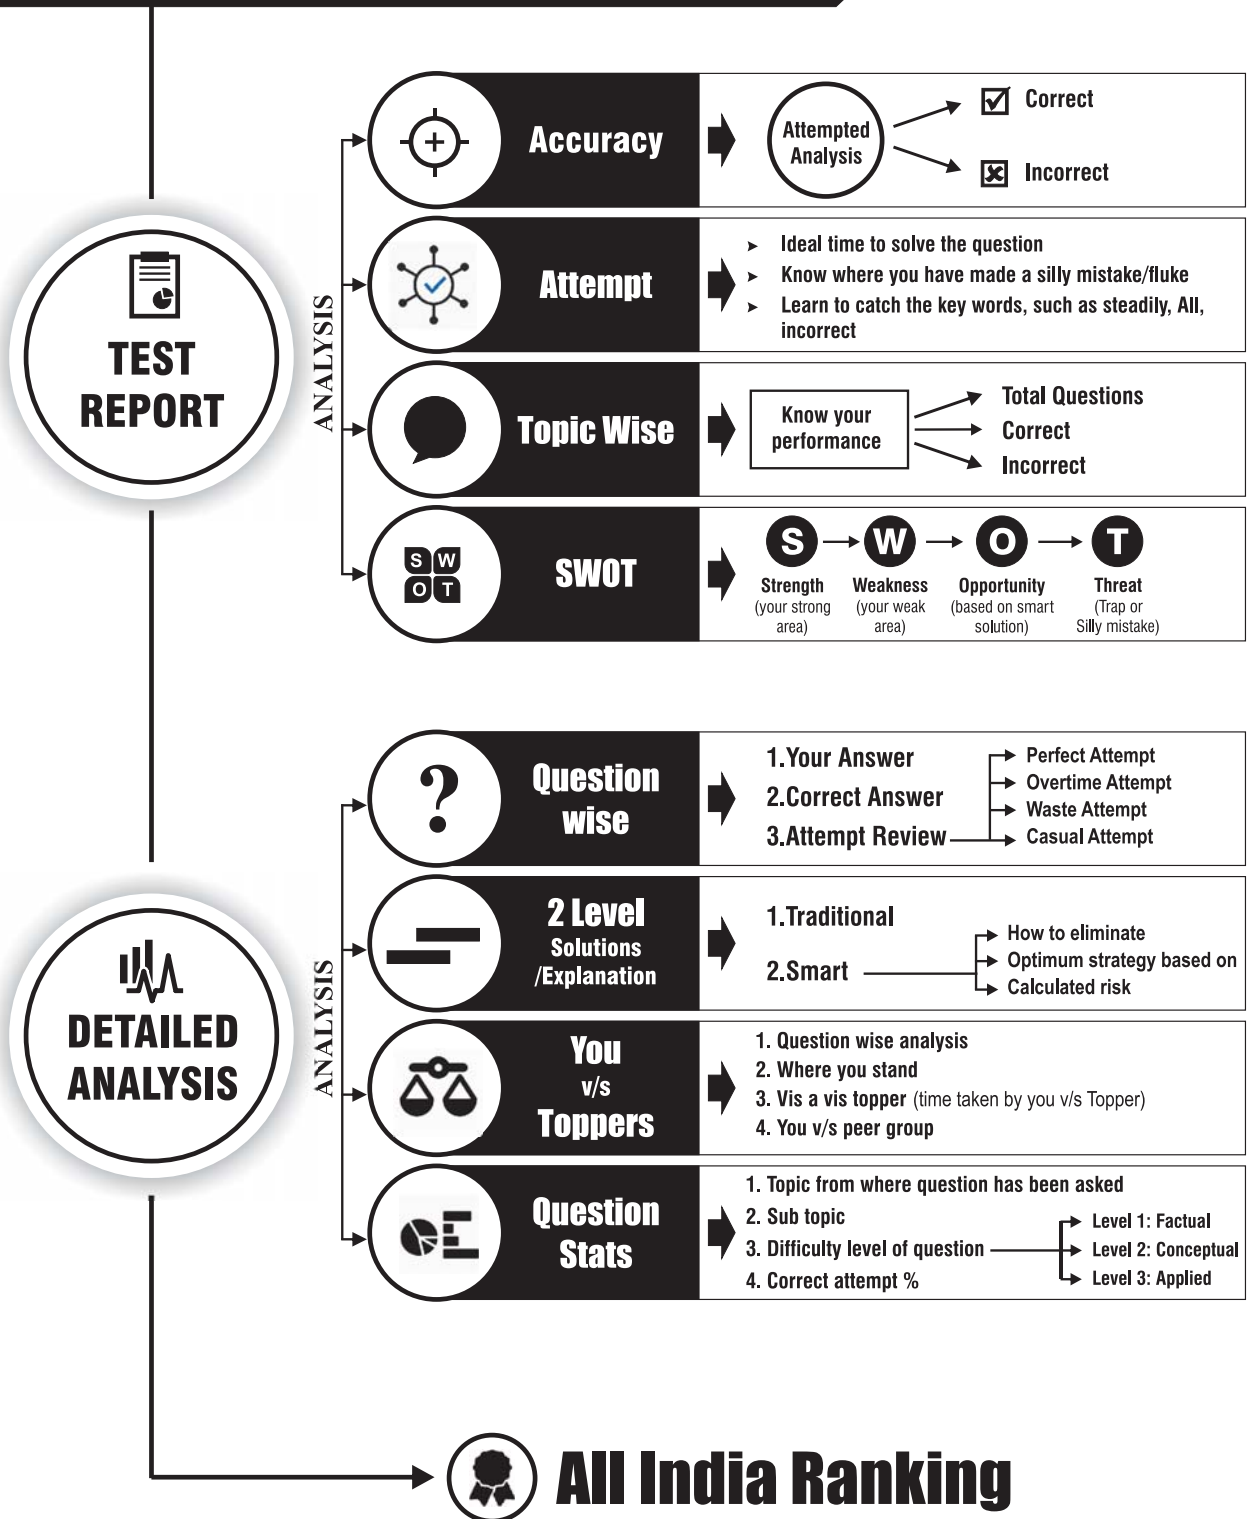 TEST
REPORT
ANALYSIS
Accuracy
Attempted
Analysis
Correct
Incorrect
Attempt
➤ Ideal time to solve the question
➤ Know where you have made a silly mistake/fluke
➤ Learn to catch the key words, such as steadily, All,
incorrect
Topic Wise
Know your
performance
Total Questions
Correct
Incorrect
S W
O T
SWOT
S W O T
Strength Weakness Opportunity Threat
(your strong (your weak (based on smart (Trap or
area) area) solution) Silly mistake)
DETAILED
ANALYSIS
ANALYSIS
?
Question
wise
1.Your Answer
2.Correct Answer
3.Attempt Review
Perfect Attempt
Overtime Attempt
Waste Attempt
Casual Attempt
2 Level
Solutions
/Explanation
1.Traditional
2.Smart
How to eliminate
Optimum strategy based on
Calculated risk
You
v/s
Toppers
1. Question wise analysis
2. Where you stand
3. Vis a vis topper (time taken by you v/s Topper)
4. You v/s peer group
Question
Stats
1. Topic from where question has been asked
2. Sub topic
3. Difficulty level of question
4. Correct attempt %
Level 1: Factual
Level 2: Conceptual
Level 3: Applied
All India Ranking